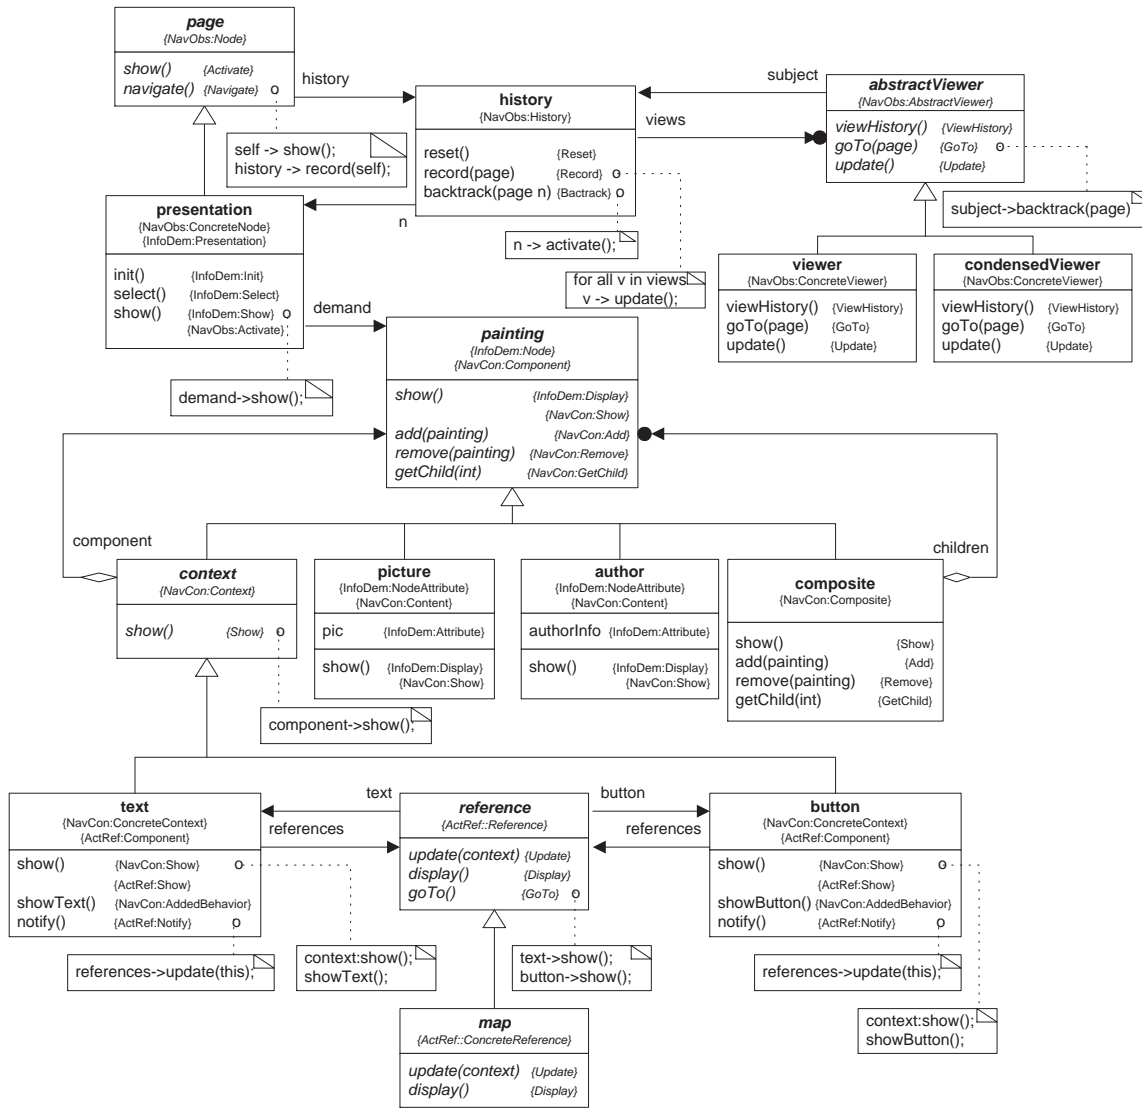 page
{NavObs:Node}
show() {Activate}
navigate() {Navigate} o
history
self -> show();
history -> record(self);
history
{NavObs:History}
reset() {Reset}
record(page) {Record} o
backtrack(page n) {Bactrack} o
subject
views
abstractViewer
{NavObs:AbstractViewer}
viewHistory() {ViewHistory}
goTo(page) {GoTo} o
update() {Update}
subject->backtrack(page)
n
n -> activate();
for all v in views
v -> update();
presentation
{NavObs:ConcreteNode}
{InfoDem:Presentation}
init() {InfoDem:Init}
select() {InfoDem:Select}
show() {InfoDem:Show} o
{NavObs:Activate}
demand
demand->show();
viewer
{NavObs:ConcreteViewer}
viewHistory() {ViewHistory}
goTo(page) {GoTo}
update() {Update}
condensedViewer
{NavObs:ConcreteViewer}
viewHistory() {ViewHistory}
goTo(page) {GoTo}
update() {Update}
painting
{InfoDem:Node}
{NavCon:Component}
show() {InfoDem:Display}
{NavCon:Show}
add(painting) {NavCon:Add}
remove(painting) {NavCon:Remove}
getChild(int) {NavCon:GetChild}
component
children
context
{NavCon:Context}
show() {Show} o
component->show();
picture
{InfoDem:NodeAttribute}
{NavCon:Content}
pic {InfoDem:Attribute}
show() {InfoDem:Display}
{NavCon:Show}
author
{InfoDem:NodeAttribute}
{NavCon:Content}
authorInfo {InfoDem:Attribute}
show() {InfoDem:Display}
{NavCon:Show}
composite
{NavCon:Composite}
show() {Show}
add(painting) {Add}
remove(painting) {Remove}
getChild(int) {GetChild}
text
{NavCon:ConcreteContext}
{ActRef:Component}
show() {NavCon:Show} o
{ActRef:Show}
showText() {NavCon:AddedBehavior}
notify() {ActRef:Notify} o
references->update(this);
context:show();
showText();
text
references
reference
{ActRef::Reference}
update(context) {Update}
display() {Display}
goTo() {GoTo} o
text->show();
button->show();
button
references
button
{NavCon:ConcreteContext}
{ActRef:Component}
show() {NavCon:Show} o
{ActRef:Show}
showButton() {NavCon:AddedBehavior}
notify() {ActRef:Notify} o
references->update(this);
context:show();
showButton();
map
{ActRef::ConcreteReference}
update(context) {Update}
display() {Display}